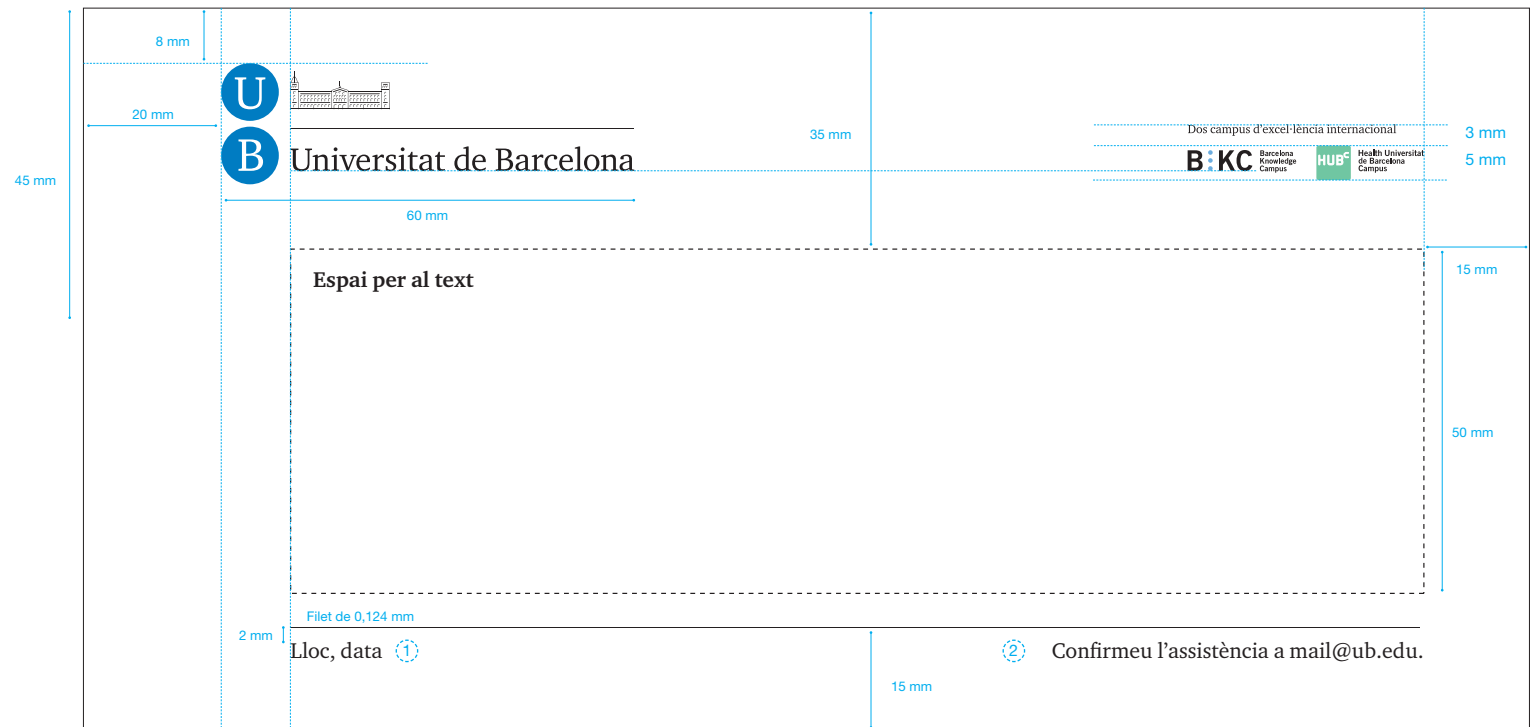 8 mm
U
20 mm
35 mm
Dos campus d'excel·lència internacional
3 mm
B Universitat de Barcelona
B:KC Barcelona Knowledge Campus
HUBc Health Universitat de Barcelona Campus
5 mm
45 mm
60 mm
Espai per al text
15 mm
50 mm
Filet de 0,124 mm
2 mm
Lloc, data 1
2 Confirmeu l’assistència a mail@ub.edu.
15 mm